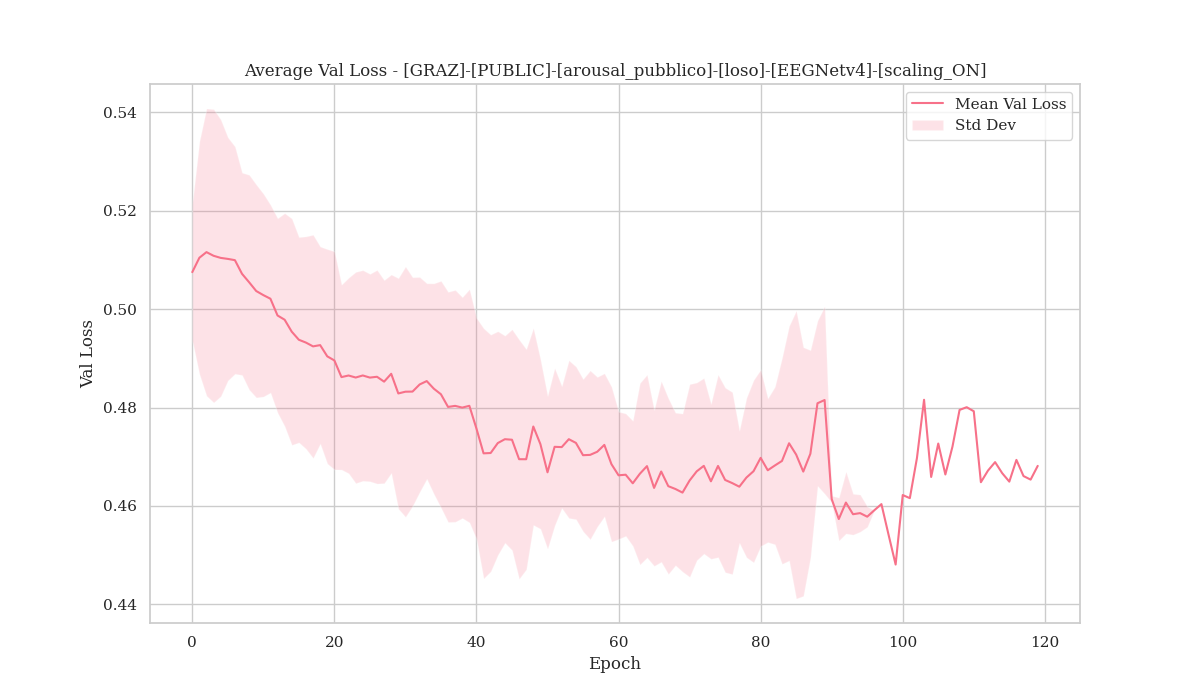 Average Val Loss - [GRAZ]-[PUBLIC]-[arousal_pubblico]-[loso]-[EEGNetv4]-[scaling_ON]
Mean Val Loss
Std Dev
0.54
0.52
0.50
0.48
0.46
0.44
Val Loss
0 20 40 60 80 100 120
Epoch